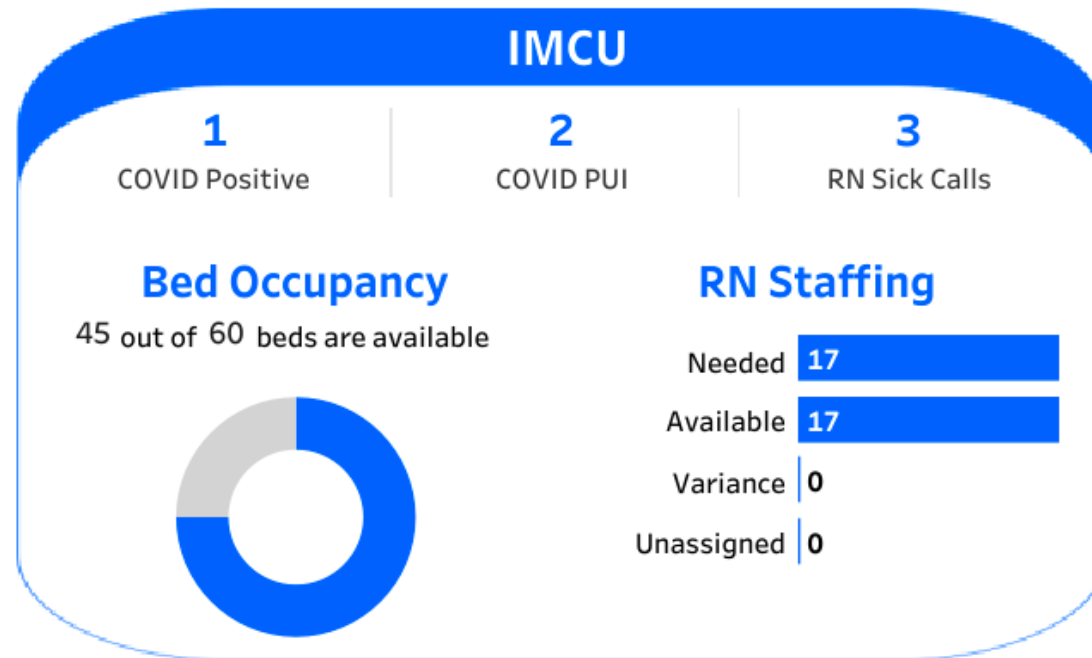 IMCU
1 2 3
COVID Positive COVID PUI RN Sick Calls
Bed Occupancy
45 out of 60 beds are available
RN Staffing
Needed 17
Available 17
Variance 0
Unassigned 0